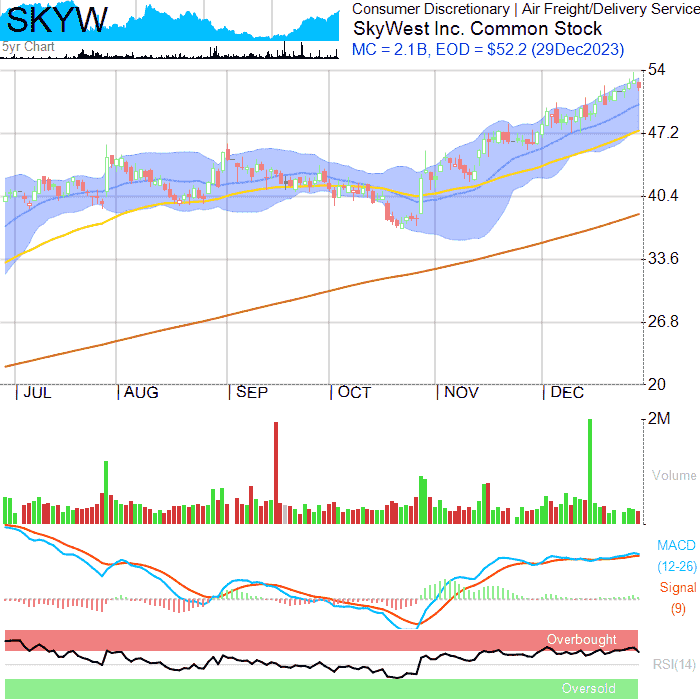 SKYW
5yr Chart
Consumer Discretionary | Air Freight/Delivery Service
SkyWest Inc. Common Stock
MC = 2.1B, EOD = $52.2 (29Dec2023)
54
47.2
40.4
33.6
26.8
20
| JUL | AUG | SEP | OCT | NOV | DEC
2M
Volume
MACD
(12-26)
Signal
(9)
Overbought
RSI(14)
Oversold